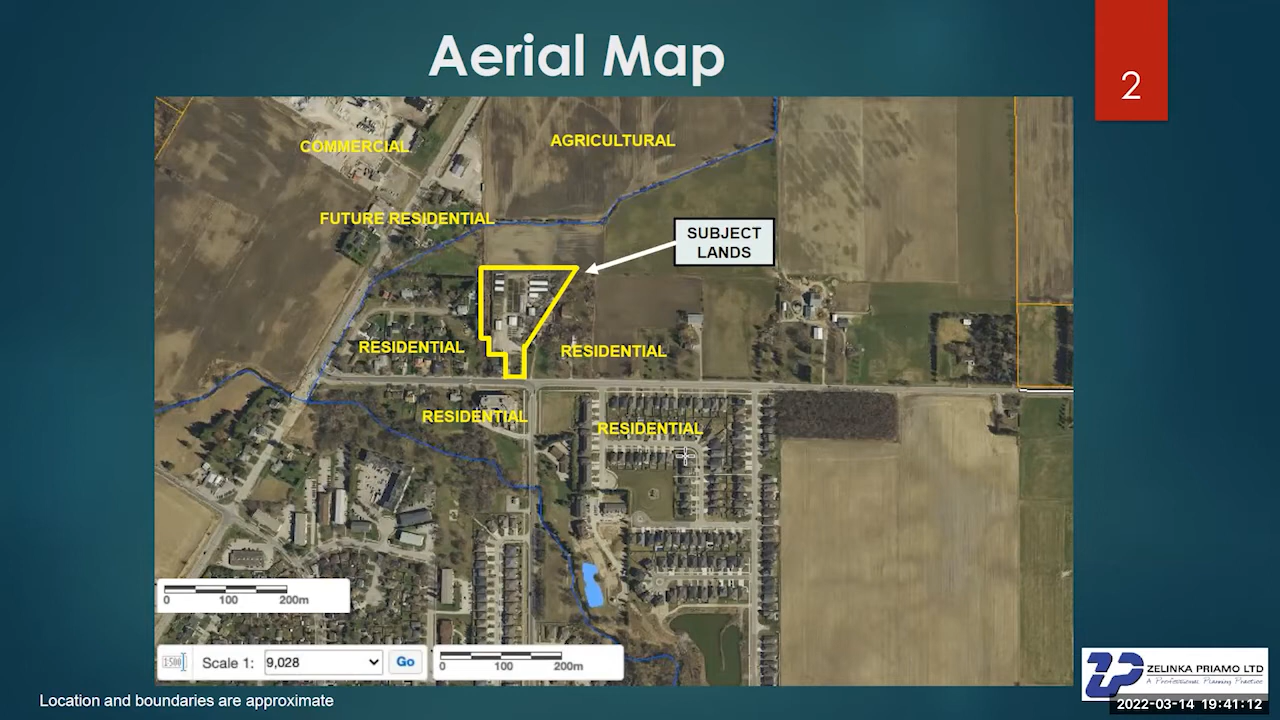 Aerial Map
2
COMMERCIAL
AGRICULTURAL
FUTURE RESIDENTIAL
SUBJECT
LANDS
RESIDENTIAL
RESIDENTIAL
RESIDENTIAL
RESIDENTIAL
0 100 200m
1:500
Scale 1: 9,028 Go
0 100 200m
ZELINKA PRIAMO LTD
A Professional Planning Practice
Location and boundaries are approximate
2022-03-14 19:41:12